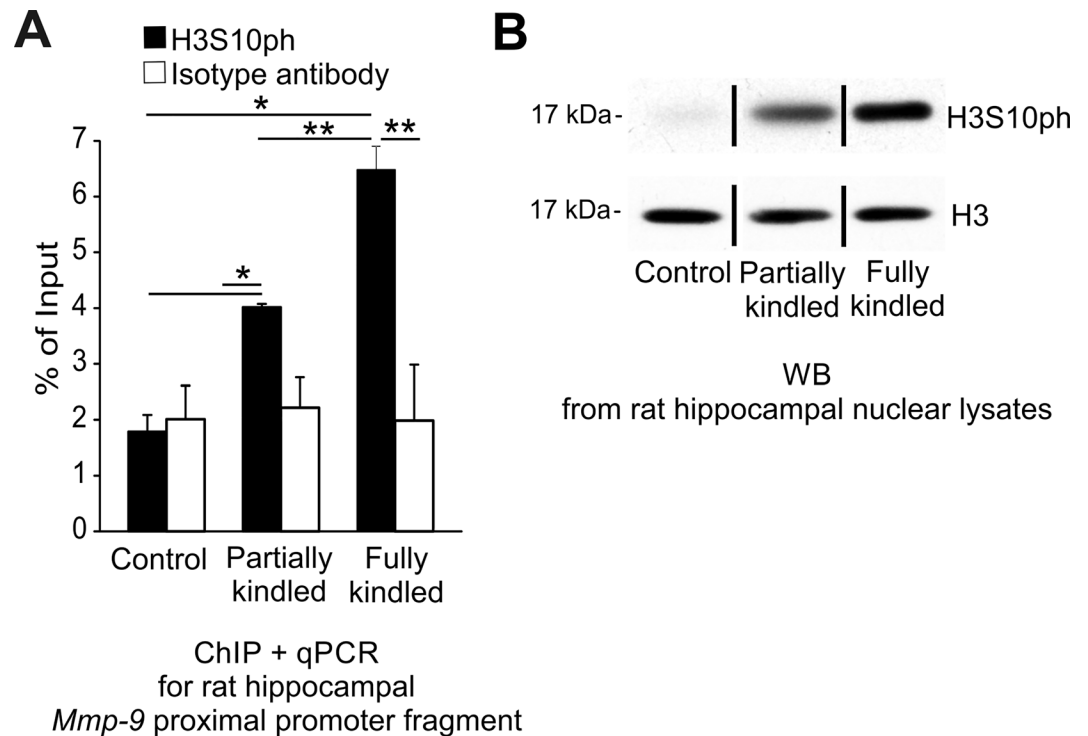 A
H3S10ph
Isotype antibody
*
** **
*
7
6
5
4
3
2
1
0
% of Input
Control
Partially
kindled
Fully
kindled
ChIP + qPCR
for rat hippocampal
Mmp-9 proximal promoter fragment
B
17 kDa-
H3S10ph
17 kDa-
H3
Control
Partially
kindled
Fully
kindled
WB
from rat hippocampal nuclear lysates